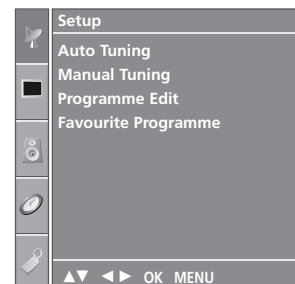 Setup
Auto Tuning
Manual Tuning
Programme Edit
Favourite Programme
▲▼ ◄► OK MENU